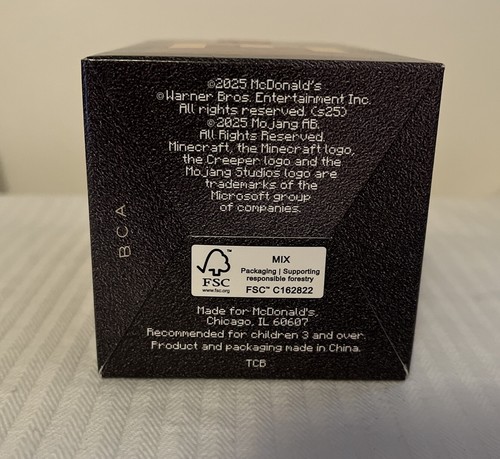 ©2025 McDonald's
©Warner Bros. Entertainment Inc.
All rights reserved. (s25)
©2025 Mojang AB.
All Rights Reserved.
Minecraft, the Minecraft logo,
the Creeper logo and the
Mojang Studios logo are
trademarks of the
Microsoft group
of companies.
BCA
FSC
www.fsc.org
™
MIX
Packaging | Supporting
responsible forestry
FSC™ C162822
Made for McDonald's,
Chicago, IL 60607
Recommended for children 3 and over.
Product and packaging made in China.
TCB